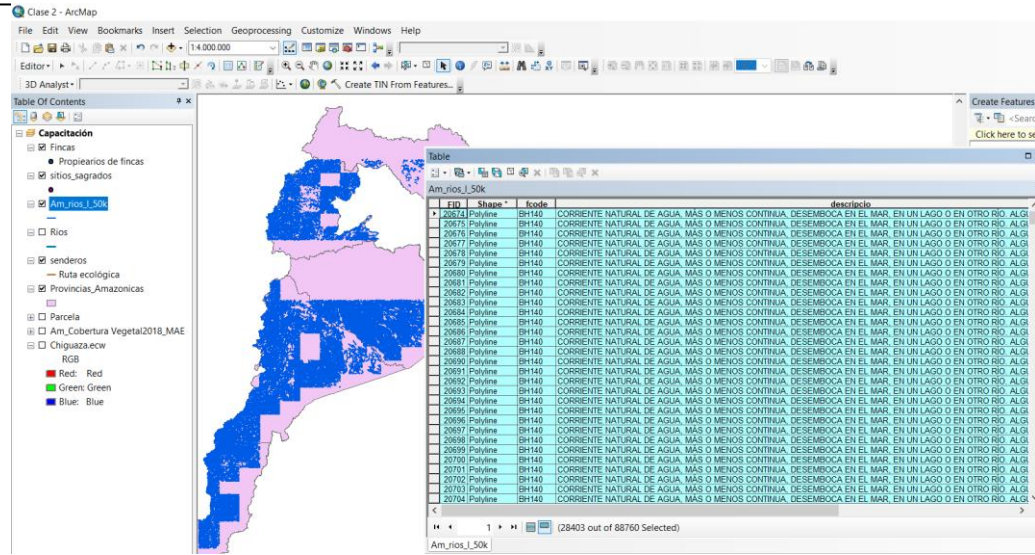 Clase 2 - ArcMap
File Edit View Bookmarks Insert Selection Geoprocessing Customize Windows Help
1:4.000.000
Editor
3D Analyst
Create TIN From Features...
Table Of Contents
Capacitación
Fincas
Propiearios de fincas
sitios_sagrados
Am_rios_l_50k
Rios
senderos
Ruta ecológica
Provincias_Amazonicas
Parcela
Am_Cobertura Vegetal2018_MAE
Chiguaza.ecw
RGB
Red: Red
Green: Green
Blue: Blue
Create Features
<Searc
Click here to se
Table
Am_rios_l_50k
FID Shape * fcode descripcio
20674 Polyline BH140 CORRIENTE NATURAL DE AGUA, MÁS O MENOS CONTINUA, DESEMBOCA EN EL MAR, EN UN LAGO O EN OTRO RÍO. ALGU
20675 Polyline BH140 CORRIENTE NATURAL DE AGUA, MÁS O MENOS CONTINUA, DESEMBOCA EN EL MAR, EN UN LAGO O EN OTRO RÍO. ALGU
20676 Polyline BH140 CORRIENTE NATURAL DE AGUA, MÁS O MENOS CONTINUA, DESEMBOCA EN EL MAR, EN UN LAGO O EN OTRO RÍO. ALGU
20677 Polyline BH140 CORRIENTE NATURAL DE AGUA, MÁS O MENOS CONTINUA, DESEMBOCA EN EL MAR, EN UN LAGO O EN OTRO RÍO. ALGU
20678 Polyline BH140 CORRIENTE NATURAL DE AGUA, MÁS O MENOS CONTINUA, DESEMBOCA EN EL MAR, EN UN LAGO O EN OTRO RÍO. ALGU
20679 Polyline BH140 CORRIENTE NATURAL DE AGUA, MÁS O MENOS CONTINUA, DESEMBOCA EN EL MAR, EN UN LAGO O EN OTRO RÍO. ALGU
20680 Polyline BH140 CORRIENTE NATURAL DE AGUA, MÁS O MENOS CONTINUA, DESEMBOCA EN EL MAR, EN UN LAGO O EN OTRO RÍO. ALGU
20681 Polyline BH140 CORRIENTE NATURAL DE AGUA, MÁS O MENOS CONTINUA, DESEMBOCA EN EL MAR, EN UN LAGO O EN OTRO RÍO. ALGU
20682 Polyline BH140 CORRIENTE NATURAL DE AGUA, MÁS O MENOS CONTINUA, DESEMBOCA EN EL MAR, EN UN LAGO O EN OTRO RÍO. ALGU
20683 Polyline BH140 CORRIENTE NATURAL DE AGUA, MÁS O MENOS CONTINUA, DESEMBOCA EN EL MAR, EN UN LAGO O EN OTRO RÍO. ALGU
20684 Polyline BH140 CORRIENTE NATURAL DE AGUA, MÁS O MENOS CONTINUA, DESEMBOCA EN EL MAR, EN UN LAGO O EN OTRO RÍO. ALGU
20685 Polyline BH140 CORRIENTE NATURAL DE AGUA, MÁS O MENOS CONTINUA, DESEMBOCA EN EL MAR, EN UN LAGO O EN OTRO RÍO. ALGU
20686 Polyline BH140 CORRIENTE NATURAL DE AGUA, MÁS O MENOS CONTINUA, DESEMBOCA EN EL MAR, EN UN LAGO O EN OTRO RÍO. ALGU
20687 Polyline BH140 CORRIENTE NATURAL DE AGUA, MÁS O MENOS CONTINUA, DESEMBOCA EN EL MAR, EN UN LAGO O EN OTRO RÍO. ALGU
20688 Polyline BH140 CORRIENTE NATURAL DE AGUA, MÁS O MENOS CONTINUA, DESEMBOCA EN EL MAR, EN UN LAGO O EN OTRO RÍO. ALGU
20690 Polyline BH140 CORRIENTE NATURAL DE AGUA, MÁS O MENOS CONTINUA, DESEMBOCA EN EL MAR, EN UN LAGO O EN OTRO RÍO. ALGU
20691 Polyline BH140 CORRIENTE NATURAL DE AGUA, MÁS O MENOS CONTINUA, DESEMBOCA EN EL MAR, EN UN LAGO O EN OTRO RÍO. ALGU
20692 Polyline BH140 CORRIENTE NATURAL DE AGUA, MÁS O MENOS CONTINUA, DESEMBOCA EN EL MAR, EN UN LAGO O EN OTRO RÍO. ALGU
20693 Polyline BH140 CORRIENTE NATURAL DE AGUA, MÁS O MENOS CONTINUA, DESEMBOCA EN EL MAR, EN UN LAGO O EN OTRO RÍO. ALGU
20694 Polyline BH140 CORRIENTE NATURAL DE AGUA, MÁS O MENOS CONTINUA, DESEMBOCA EN EL MAR, EN UN LAGO O EN OTRO RÍO. ALGU
20695 Polyline BH140 CORRIENTE NATURAL DE AGUA, MÁS O MENOS CONTINUA, DESEMBOCA EN EL MAR, EN UN LAGO O EN OTRO RÍO. ALGU
20696 Polyline BH140 CORRIENTE NATURAL DE AGUA, MÁS O MENOS CONTINUA, DESEMBOCA EN EL MAR, EN UN LAGO O EN OTRO RÍO. ALGU
20697 Polyline BH140 CORRIENTE NATURAL DE AGUA, MÁS O MENOS CONTINUA, DESEMBOCA EN EL MAR, EN UN LAGO O EN OTRO RÍO. ALGU
20698 Polyline BH140 CORRIENTE NATURAL DE AGUA, MÁS O MENOS CONTINUA, DESEMBOCA EN EL MAR, EN UN LAGO O EN OTRO RÍO. ALGU
20699 Polyline BH140 CORRIENTE NATURAL DE AGUA, MÁS O MENOS CONTINUA, DESEMBOCA EN EL MAR, EN UN LAGO O EN OTRO RÍO. ALGU
20700 Polyline BH140 CORRIENTE NATURAL DE AGUA, MÁS O MENOS CONTINUA, DESEMBOCA EN EL MAR, EN UN LAGO O EN OTRO RÍO. ALGU
20701 Polyline BH140 CORRIENTE NATURAL DE AGUA, MÁS O MENOS CONTINUA, DESEMBOCA EN EL MAR, EN UN LAGO O EN OTRO RÍO. ALGU
20702 Polyline BH140 CORRIENTE NATURAL DE AGUA, MÁS O MENOS CONTINUA, DESEMBOCA EN EL MAR, EN UN LAGO O EN OTRO RÍO. ALGU
20703 Polyline BH140 CORRIENTE NATURAL DE AGUA, MÁS O MENOS CONTINUA, DESEMBOCA EN EL MAR, EN UN LAGO O EN OTRO RÍO. ALGU
20704 Polyline BH140 CORRIENTE NATURAL DE AGUA, MÁS O MENOS CONTINUA, DESEMBOCA EN EL MAR, EN UN LAGO O EN OTRO RÍO. ALGU
1 (28403 out of 88760 Selected)
Am_rios_l_50k